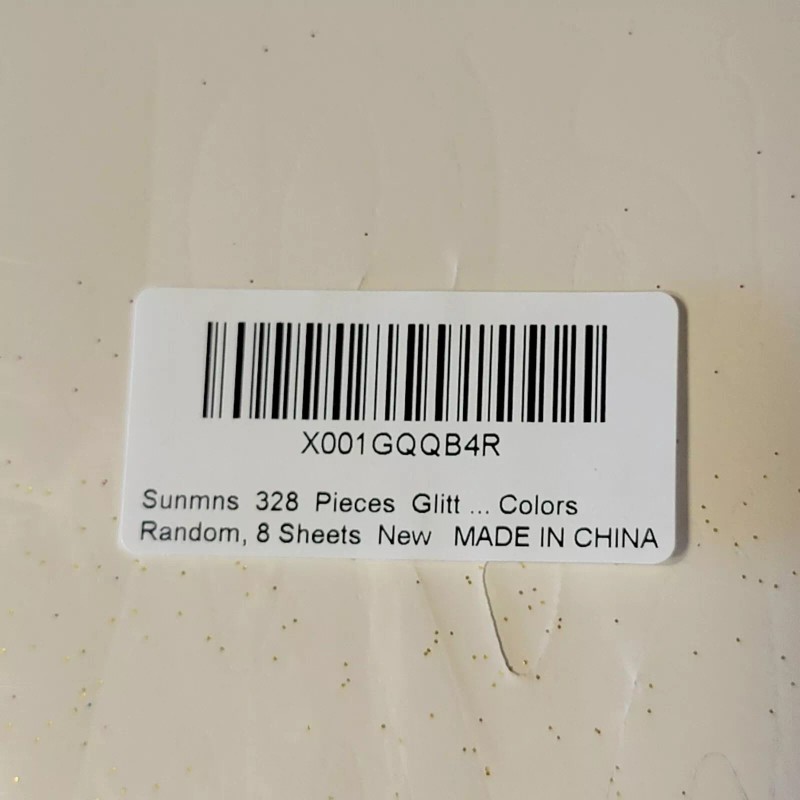 X001GQQB4R
Sunmns 328 Pieces Glitt ... Colors
Random, 8 Sheets New MADE IN CHINA